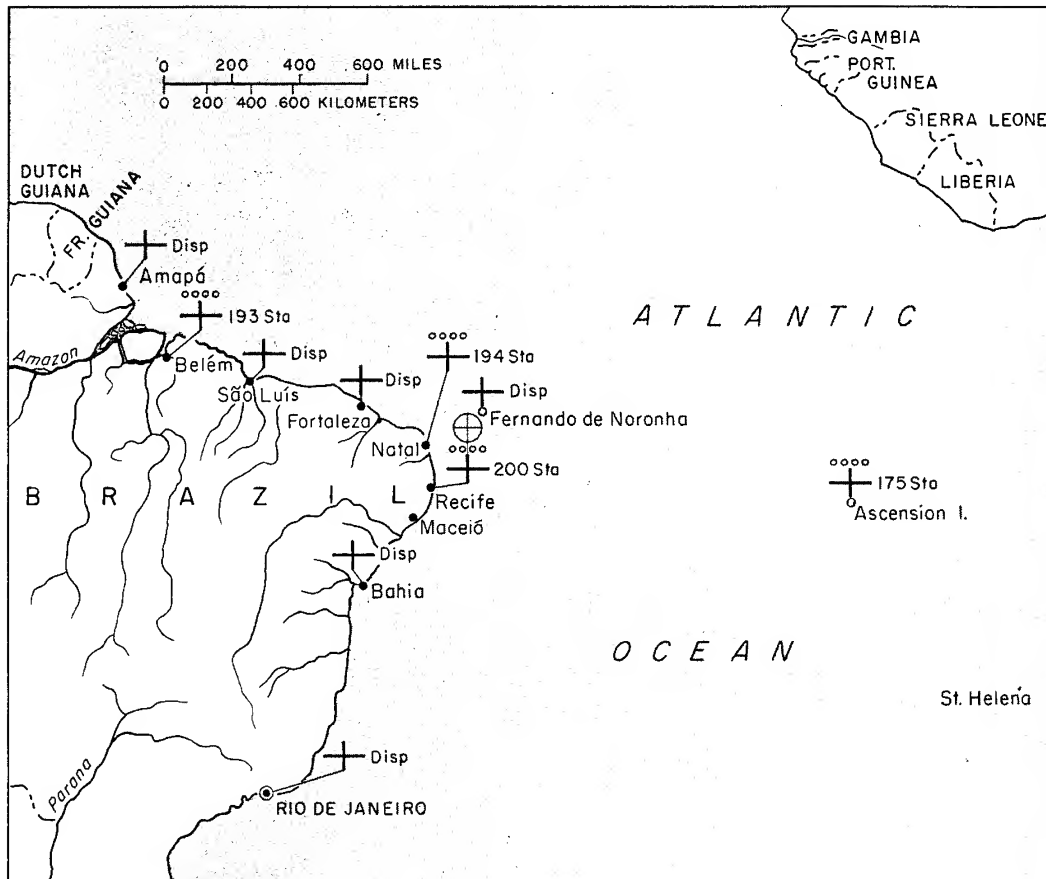 0 200 400 600 MILES
0 200 400 600 KILOMETERS
GAMBIA
PORT.
GUINEA
SIERRA LEONE
LIBERIA
DUTCH
GUIANA
FR. GUIANA
Disp
Amapá
193 Sta
Amazon
Belém
Disp
São Luís
Disp
Fortaleza
194 Sta
Disp
Fernando de Noronha
Natal
200 Sta
Recife
Maceió
ATLANTIC
175 Sta
Ascension I.
BRAZIL
Disp
Bahia
OCEAN
St. Helena
Disp
Parana
RIO DE JANEIRO